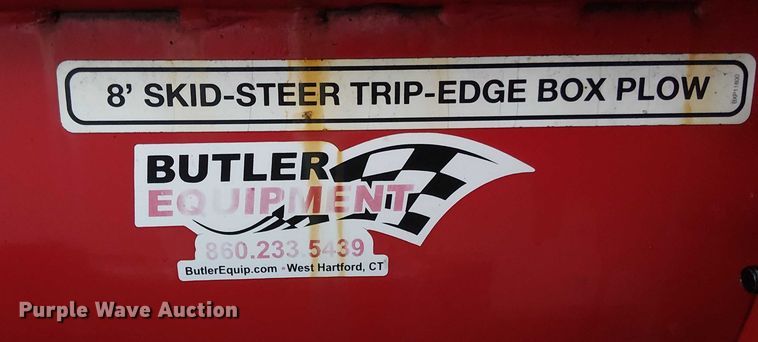 8' SKID-STEER TRIP-EDGE BOX PLOW
BUTLER
EQUIPMENT
860.233.5439
ButlerEquip.com • West Hartford, CT
Purple Wave Auction